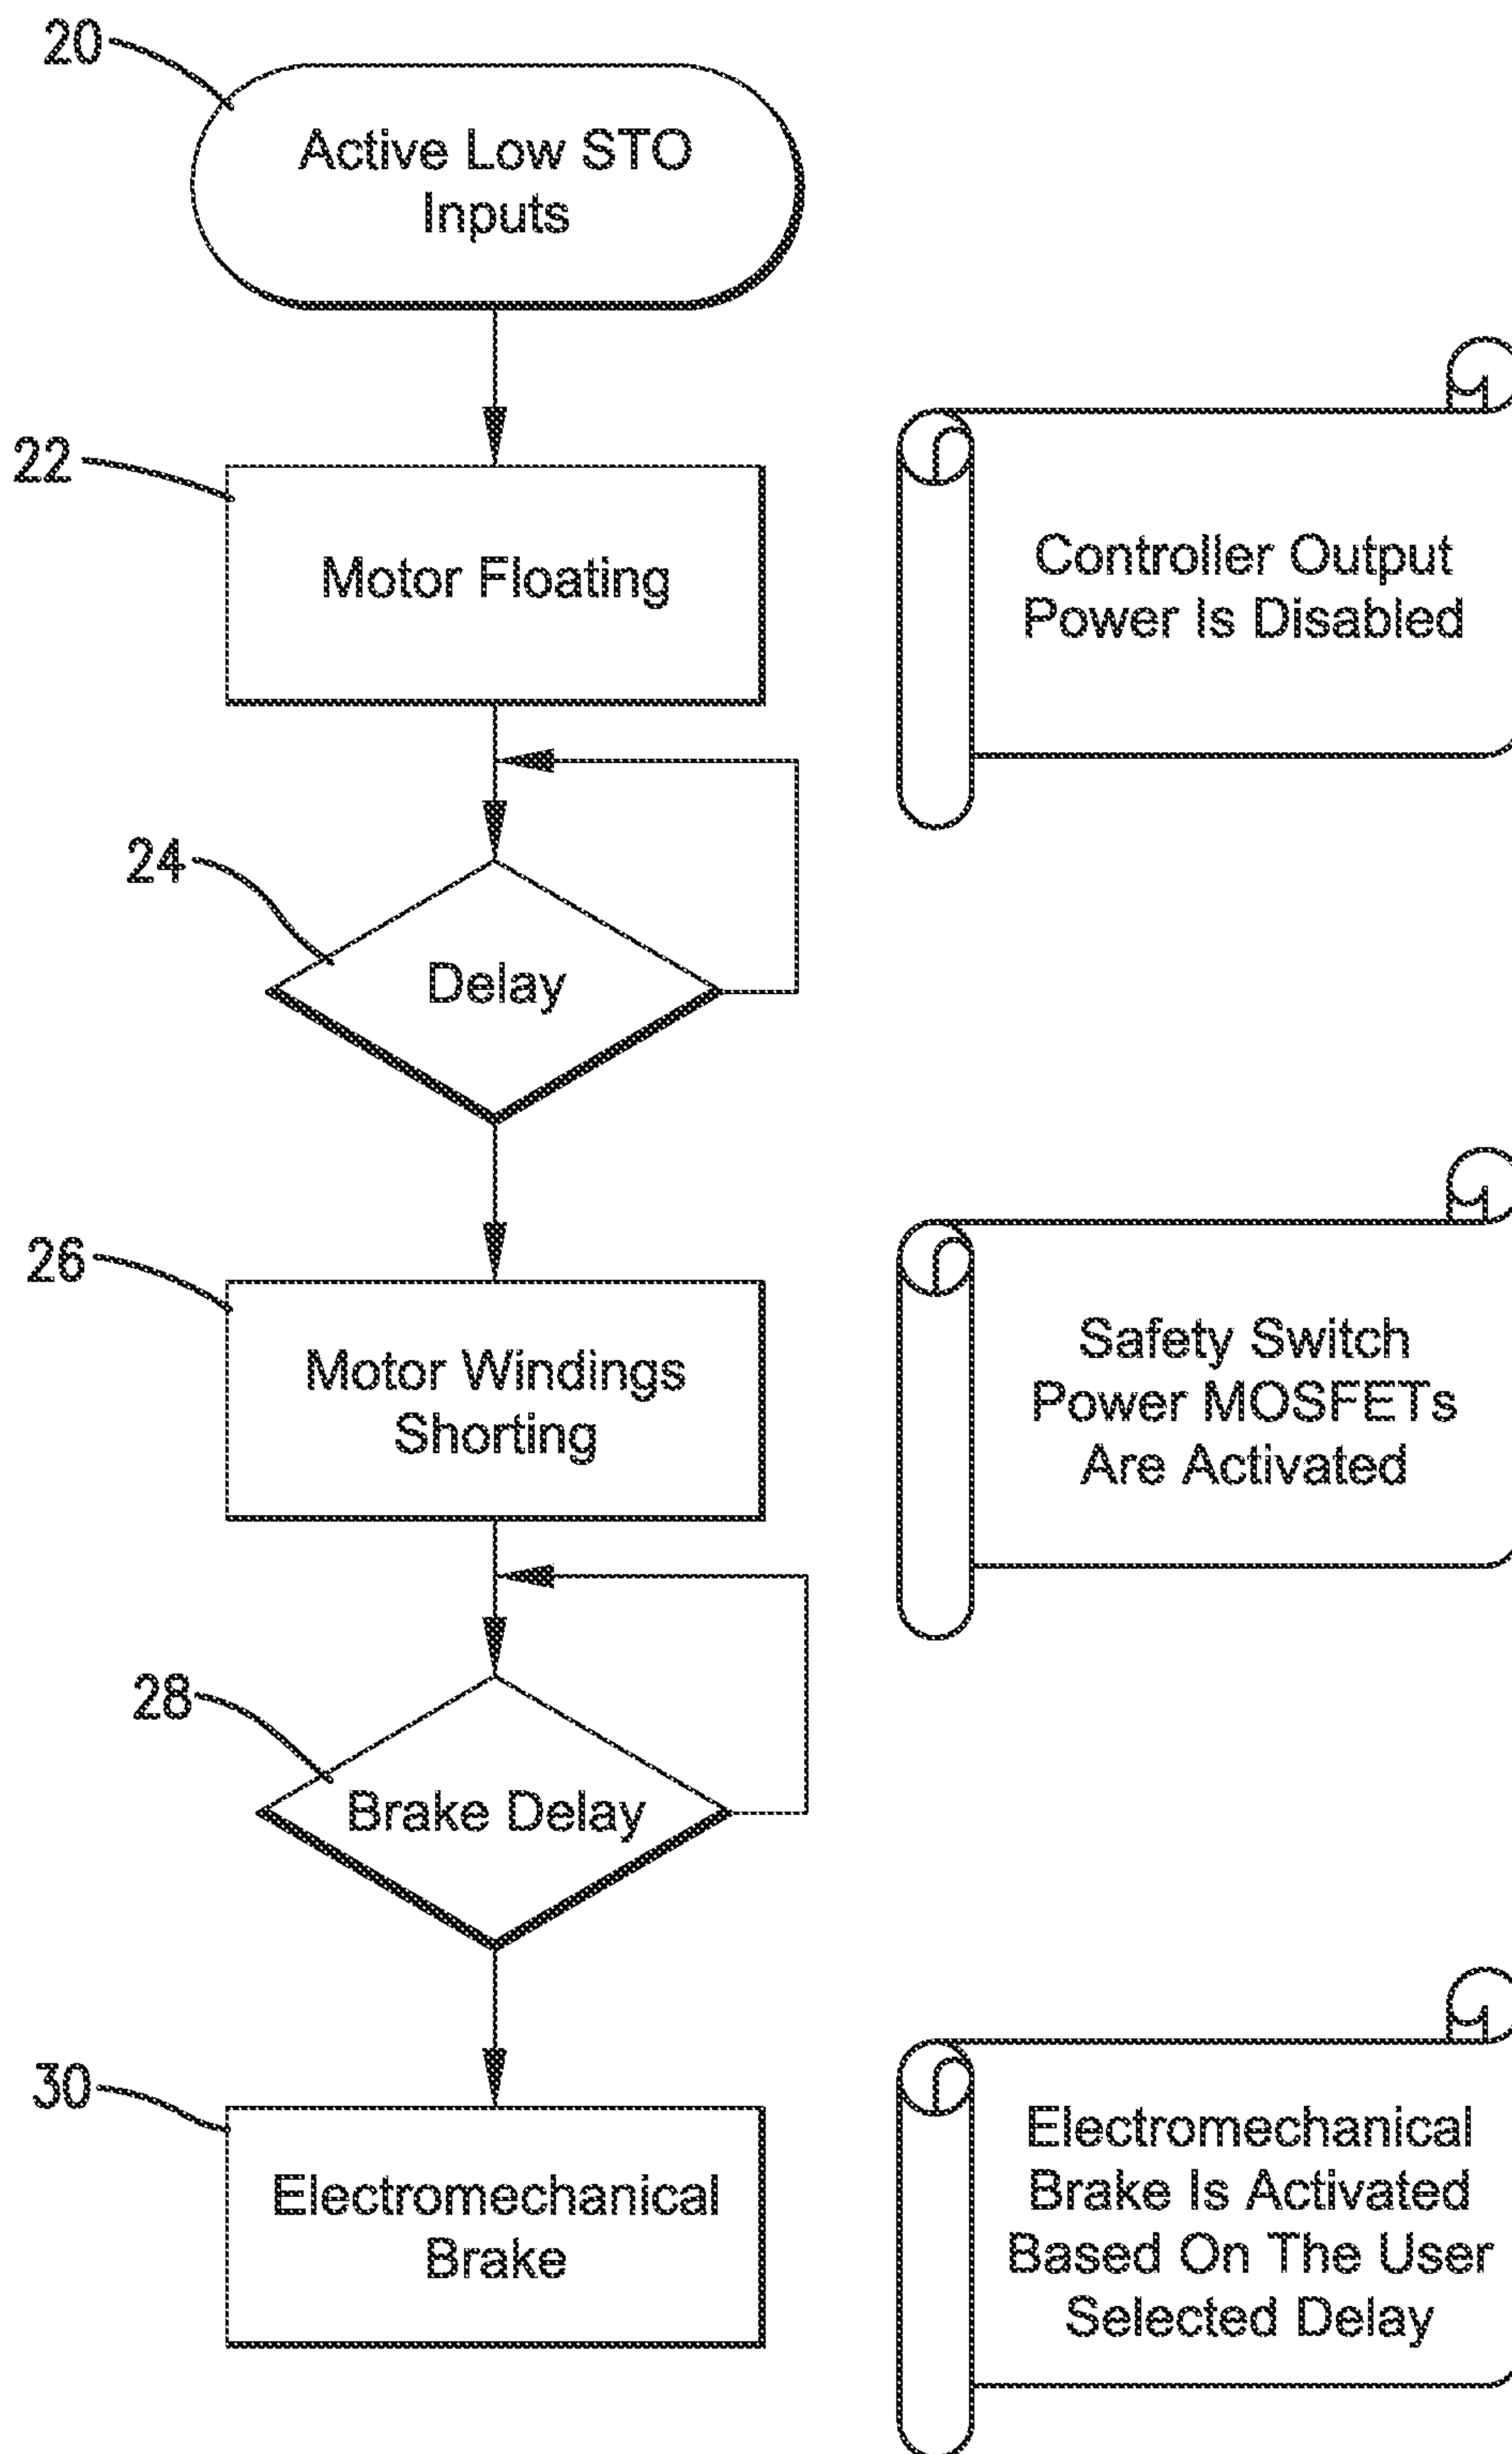 20
Active Low STO
Inputs
22
Motor Floating
Controller Output
Power Is Disabled
24
Delay
26
Motor Windings
Shorting
Safety Switch
Power MOSFETs
Are Activated
28
Brake Delay
30
Electromechanical
Brake
Electromechanical
Brake Is Activated
Based On The User
Selected Delay